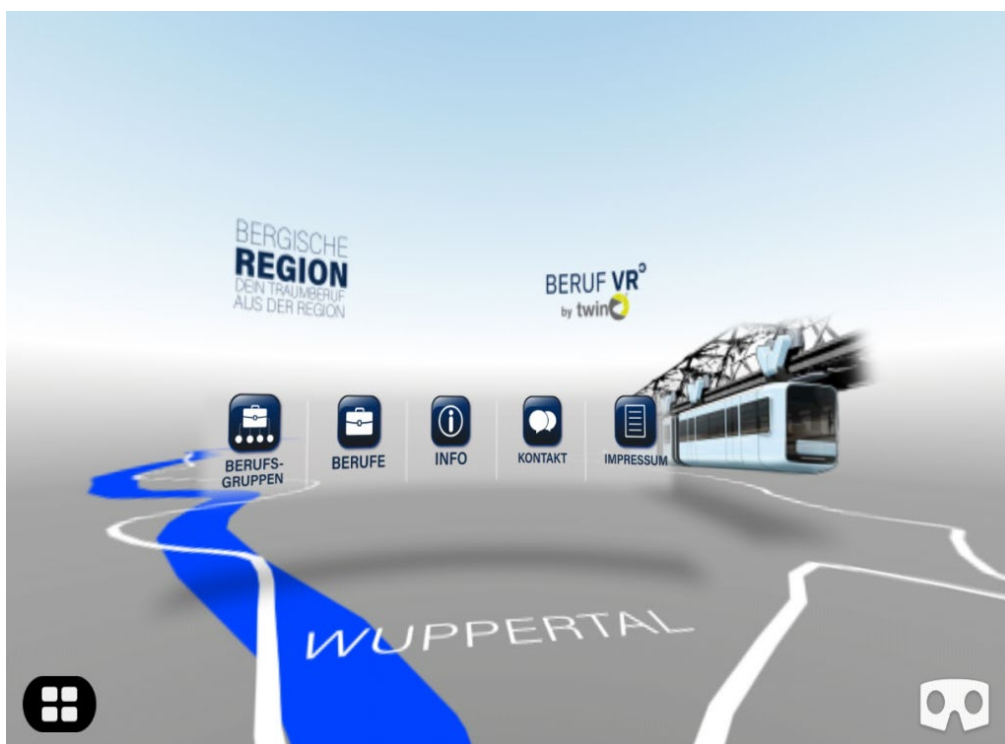 BERGISCHE
REGION
DEIN TRAUMBERUF
AUS DER REGION
BERUF VR
by twin
BERUFS-
GRUPPEN
BERUFE
INFO
KONTAKT
IMPRESSUM
WUPPERTAL